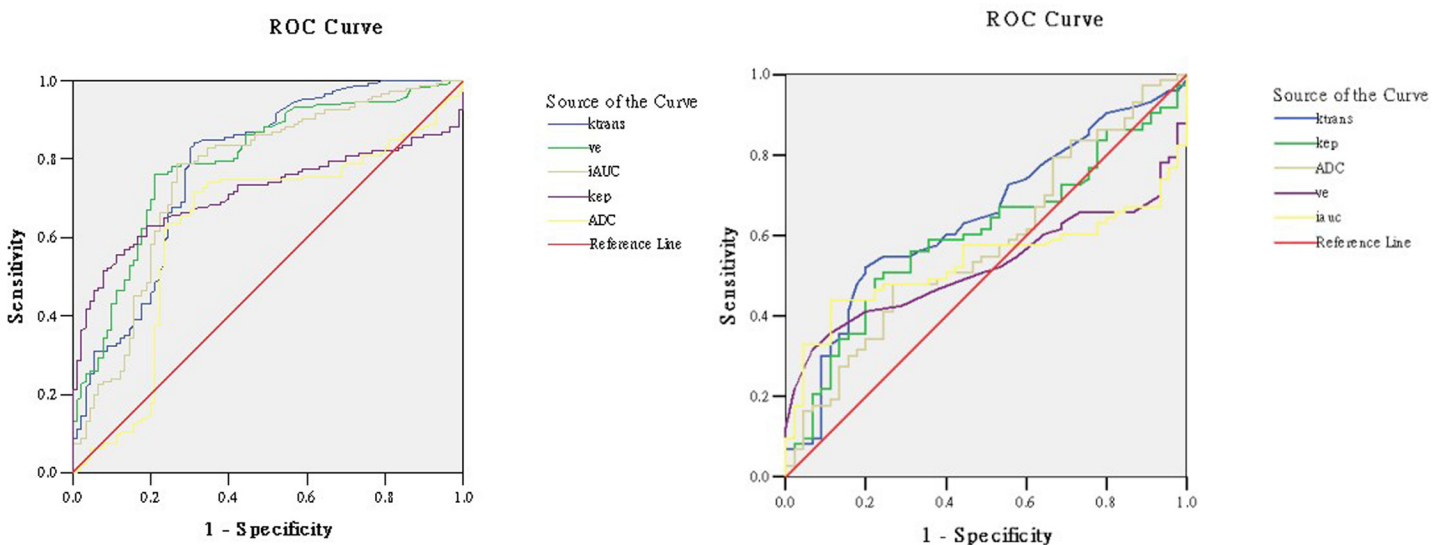 ROC Curve
1.0
0.8
0.6
0.4
0.2
0.0
Sensitivity
0.0 0.2 0.4 0.6 0.8 1.0
1 - Specificity
Source of the Curve
ktrans
ve
iAUC
kep
ADC
Reference Line
ROC Curve
1.0
0.8
0.6
0.4
0.2
0.0
Sensitivity
0.0 0.2 0.4 0.6 0.8 1.0
1 - Specificity
Source of the Curve
ktrans
kep
ADC
ve
iauc
Reference Line